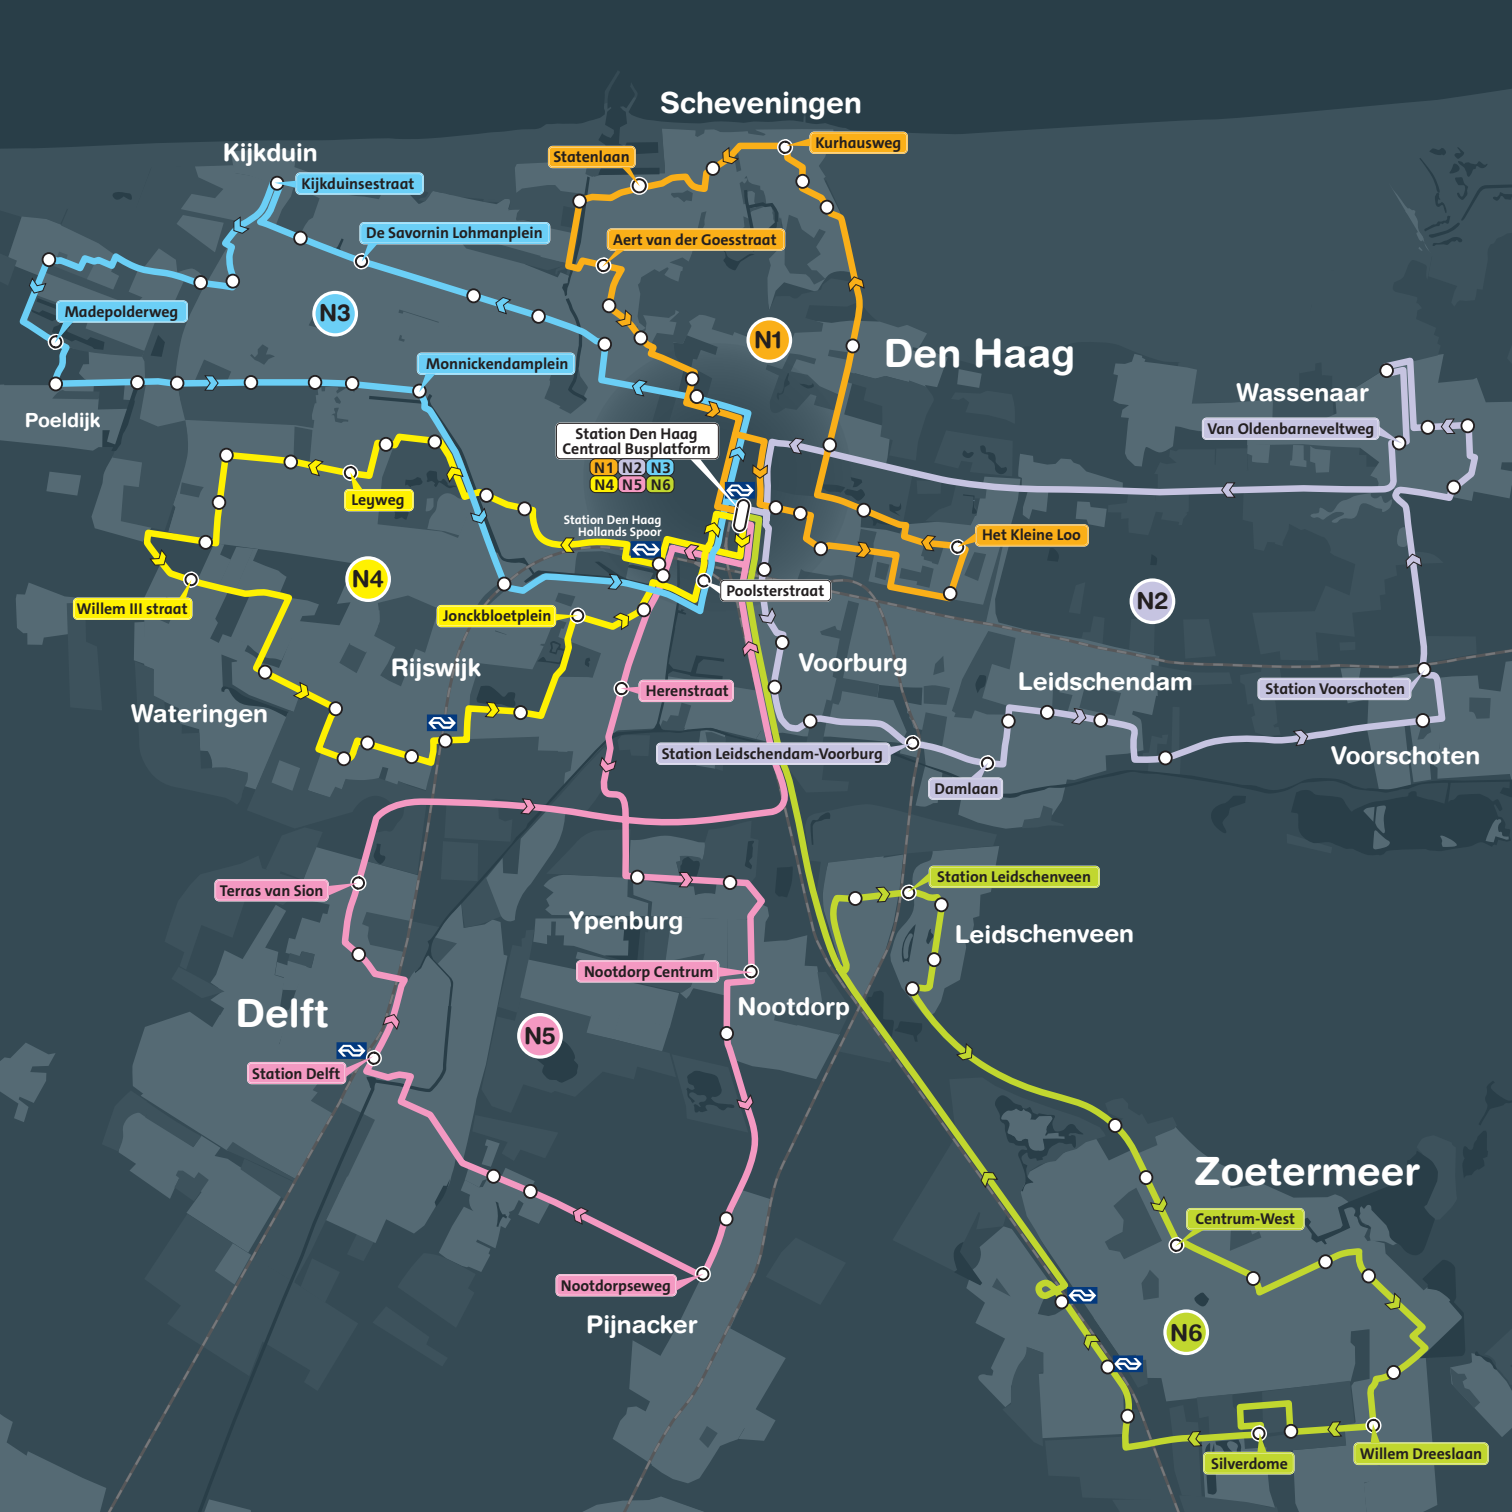 Scheveningen
Kurhausweg
Statenlaan
Kijkduin
Kijkduinsestraat
De Savornin Lohmanplein
Aert van der Goesstraat
Madepolderweg
N3
N1
Den Haag
Monnickendamplein
Wassenaar
Van Oldenbarneveltweg
Poeldijk
Station Den Haag
Centraal Busplatform
N1 N2 N3
N4 N5 N6
Leyweg
Station Den Haag
Hollands Spoor
Het Kleine Loo
N4
Poolsterstraat
N2
Willem III straat
Jonckbloetplein
Rijswijk
Voorburg
Leidschendam
Herenstraat
Station Voorschoten
Wateringen
Station Leidschendam-Voorburg
Voorschoten
Damlaan
Terras van Sion
Station Leidschenveen
Ypenburg
Leidschenveen
Nootdorp Centrum
Nootdorp
Delft
N5
Station Delft
Zoetermeer
Centrum-West
Nootdorpseweg
Pijnacker
N6
Willem Dreeslaan
Silverdome